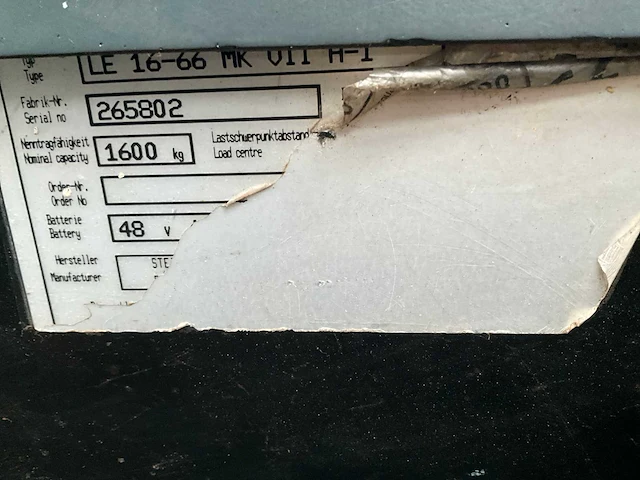 Typ
Type
LE 16-66 MK VII H-I
Fabrik-Nr.
Serial no
265802
Nenntragfähigkeit
Nominal capacity
1600 kg
Lastschwerpunktabstand
Load centre
Order-Nr.
Order No
Batterie
Battery
48 V
Hersteller
Manufacturer
STE